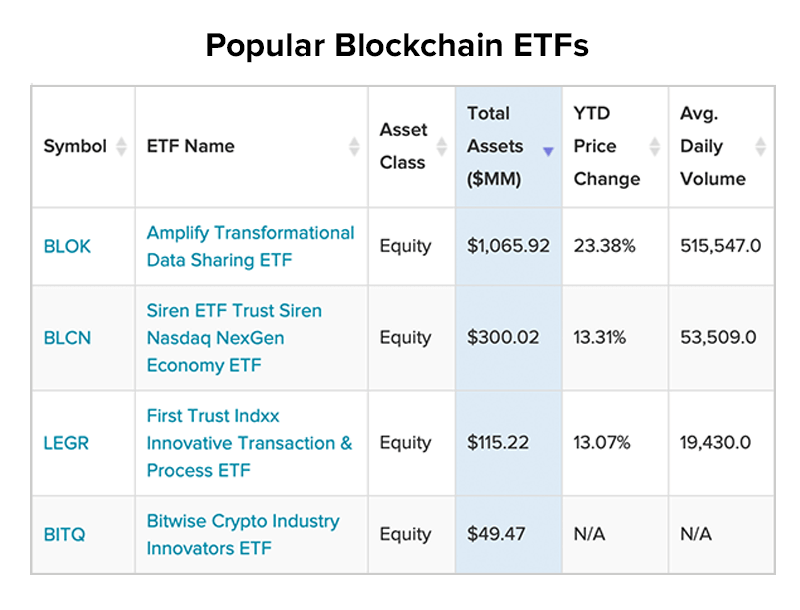 Popular Blockchain ETFs
Symbol
ETF Name
Asset
Class
Total
Assets
($MM)
YTD
Price
Change
Avg.
Daily
Volume
BLOK
Amplify Transformational
Data Sharing ETF
Equity
$1,065.92
23.38%
515,547.0
BLCN
Siren ETF Trust Siren
Nasdaq NexGen
Economy ETF
Equity
$300.02
13.31%
53,509.0
LEGR
First Trust Indxx
Innovative Transaction &
Process ETF
Equity
$115.22
13.07%
19,430.0
BITQ
Bitwise Crypto Industry
Innovators ETF
Equity
$49.47
N/A
N/A